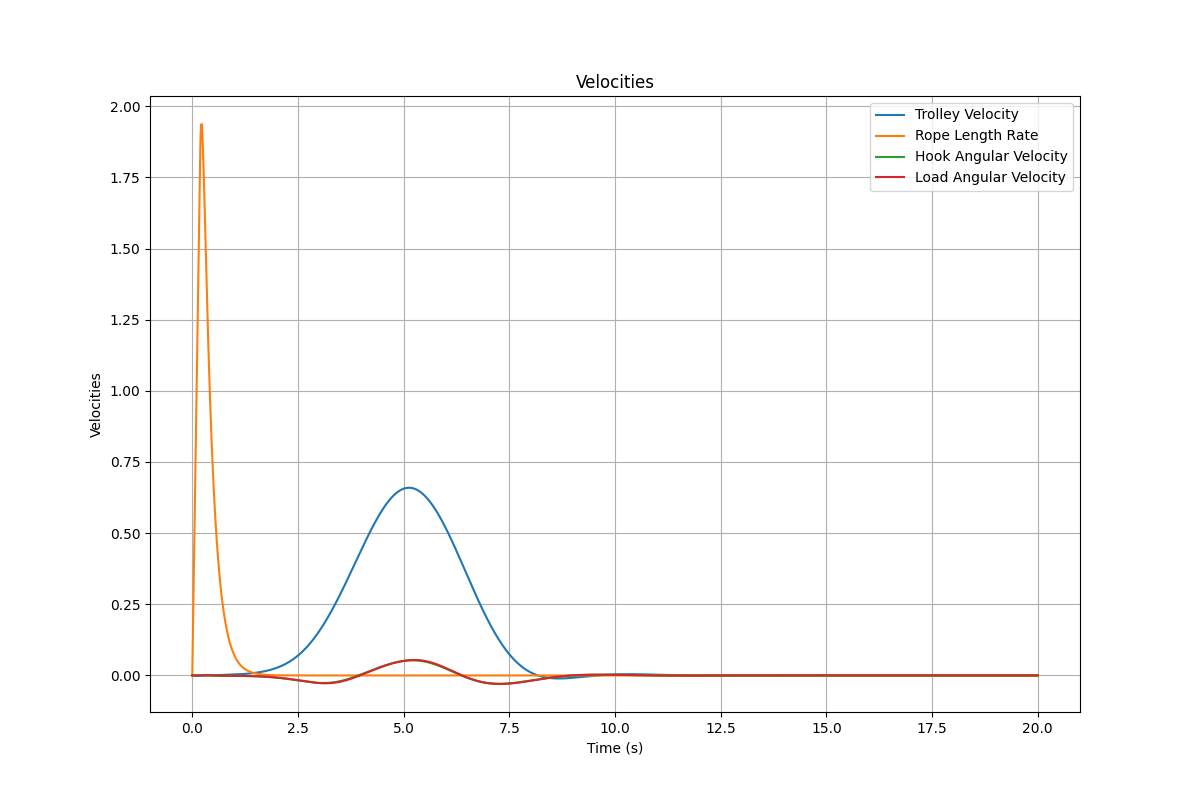 Velocities
Trolley Velocity
Rope Length Rate
Hook Angular Velocity
Load Angular Velocity
2.00
1.75
1.50
1.25
1.00
0.75
0.50
0.25
0.00
Velocities
0.0 2.5 5.0 7.5 10.0 12.5 15.0 17.5 20.0
Time (s)